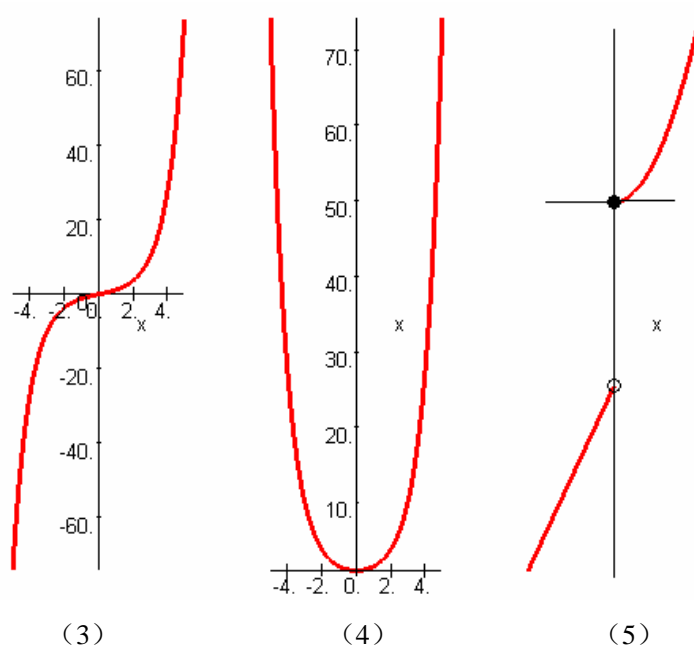 60.
40.
20.
-4. -2. 0. 2. 4.
x
-20.
-40.
-60.
70.
60.
50.
40.
30.
20.
10.
x
-4. -2. 0. 2. 4.
x
（3） （4） （5）